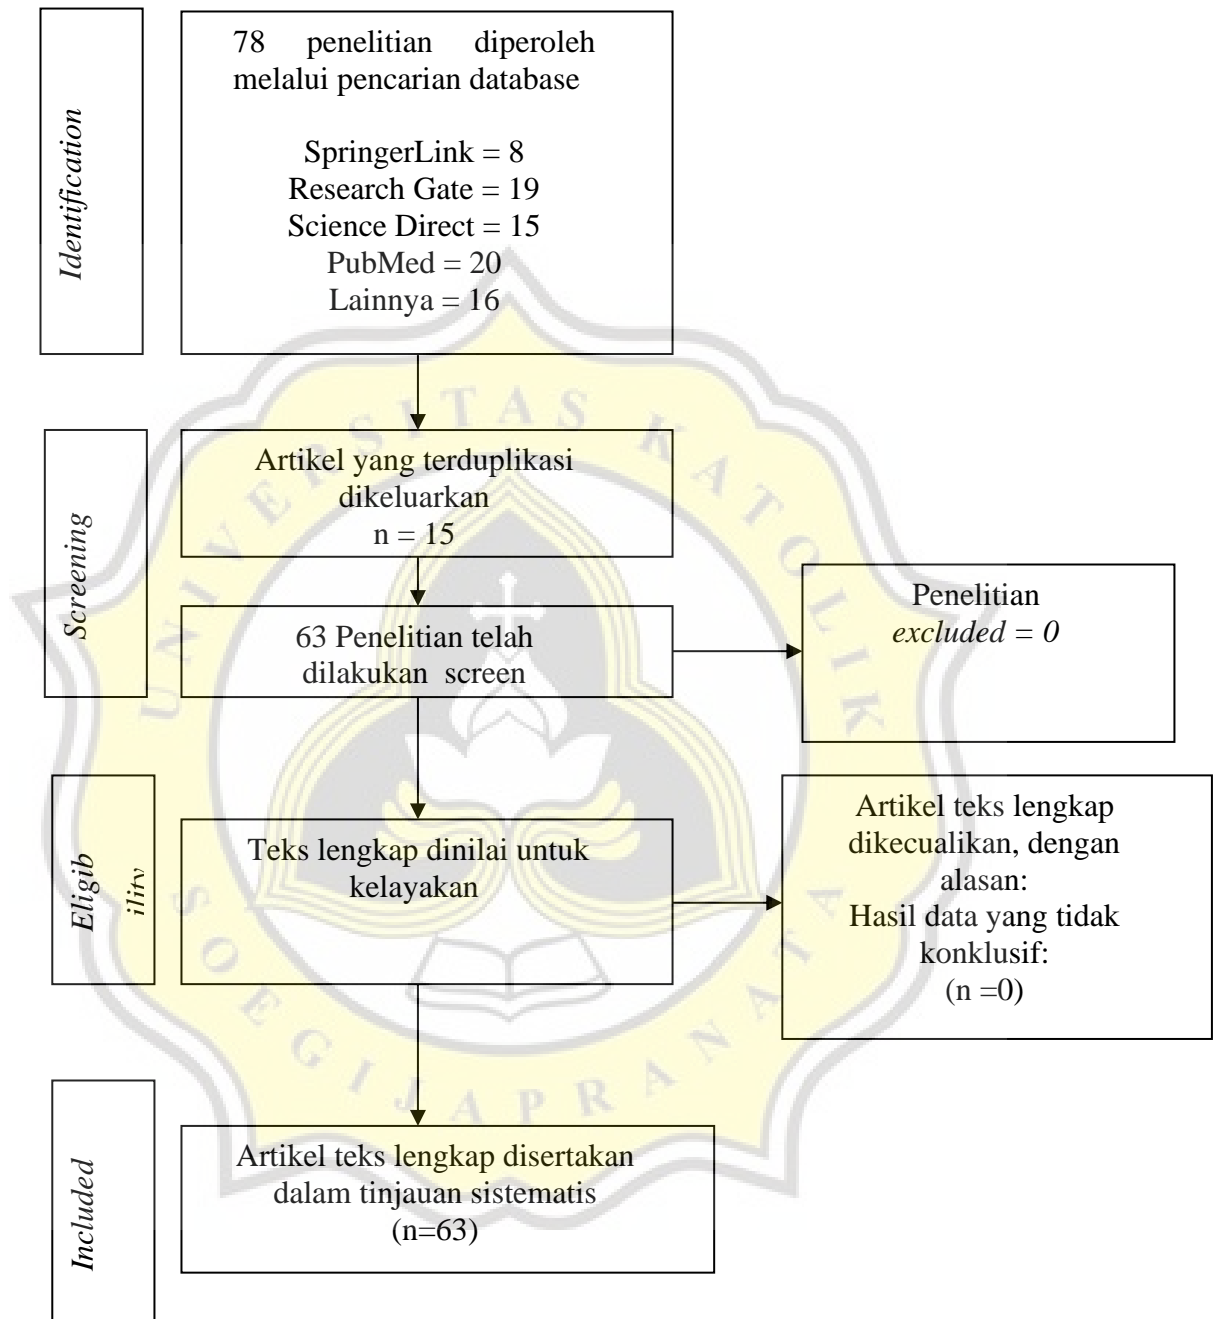 Identification
78 penelitian diperoleh
melalui pencarian database
SpringerLink = 8
Research Gate = 19
Science Direct = 15
PubMed = 20
Lainnya = 16
Screening
Artikel yang terduplikasi
dikeluarkan
n = 15
63 Penelitian telah
dilakukan screen
Penelitian
excluded = 0
Eligib
ility
Teks lengkap dinilai untuk
kelayakan
Artikel teks lengkap
dikecualikan, dengan
alasan:
Hasil data yang tidak
konklusif:
(n =0)
Included
Artikel teks lengkap disertakan
dalam tinjauan sistematis
(n=63)
UNIVERSITAS KATOLIK
SOEGIJAPRANATA